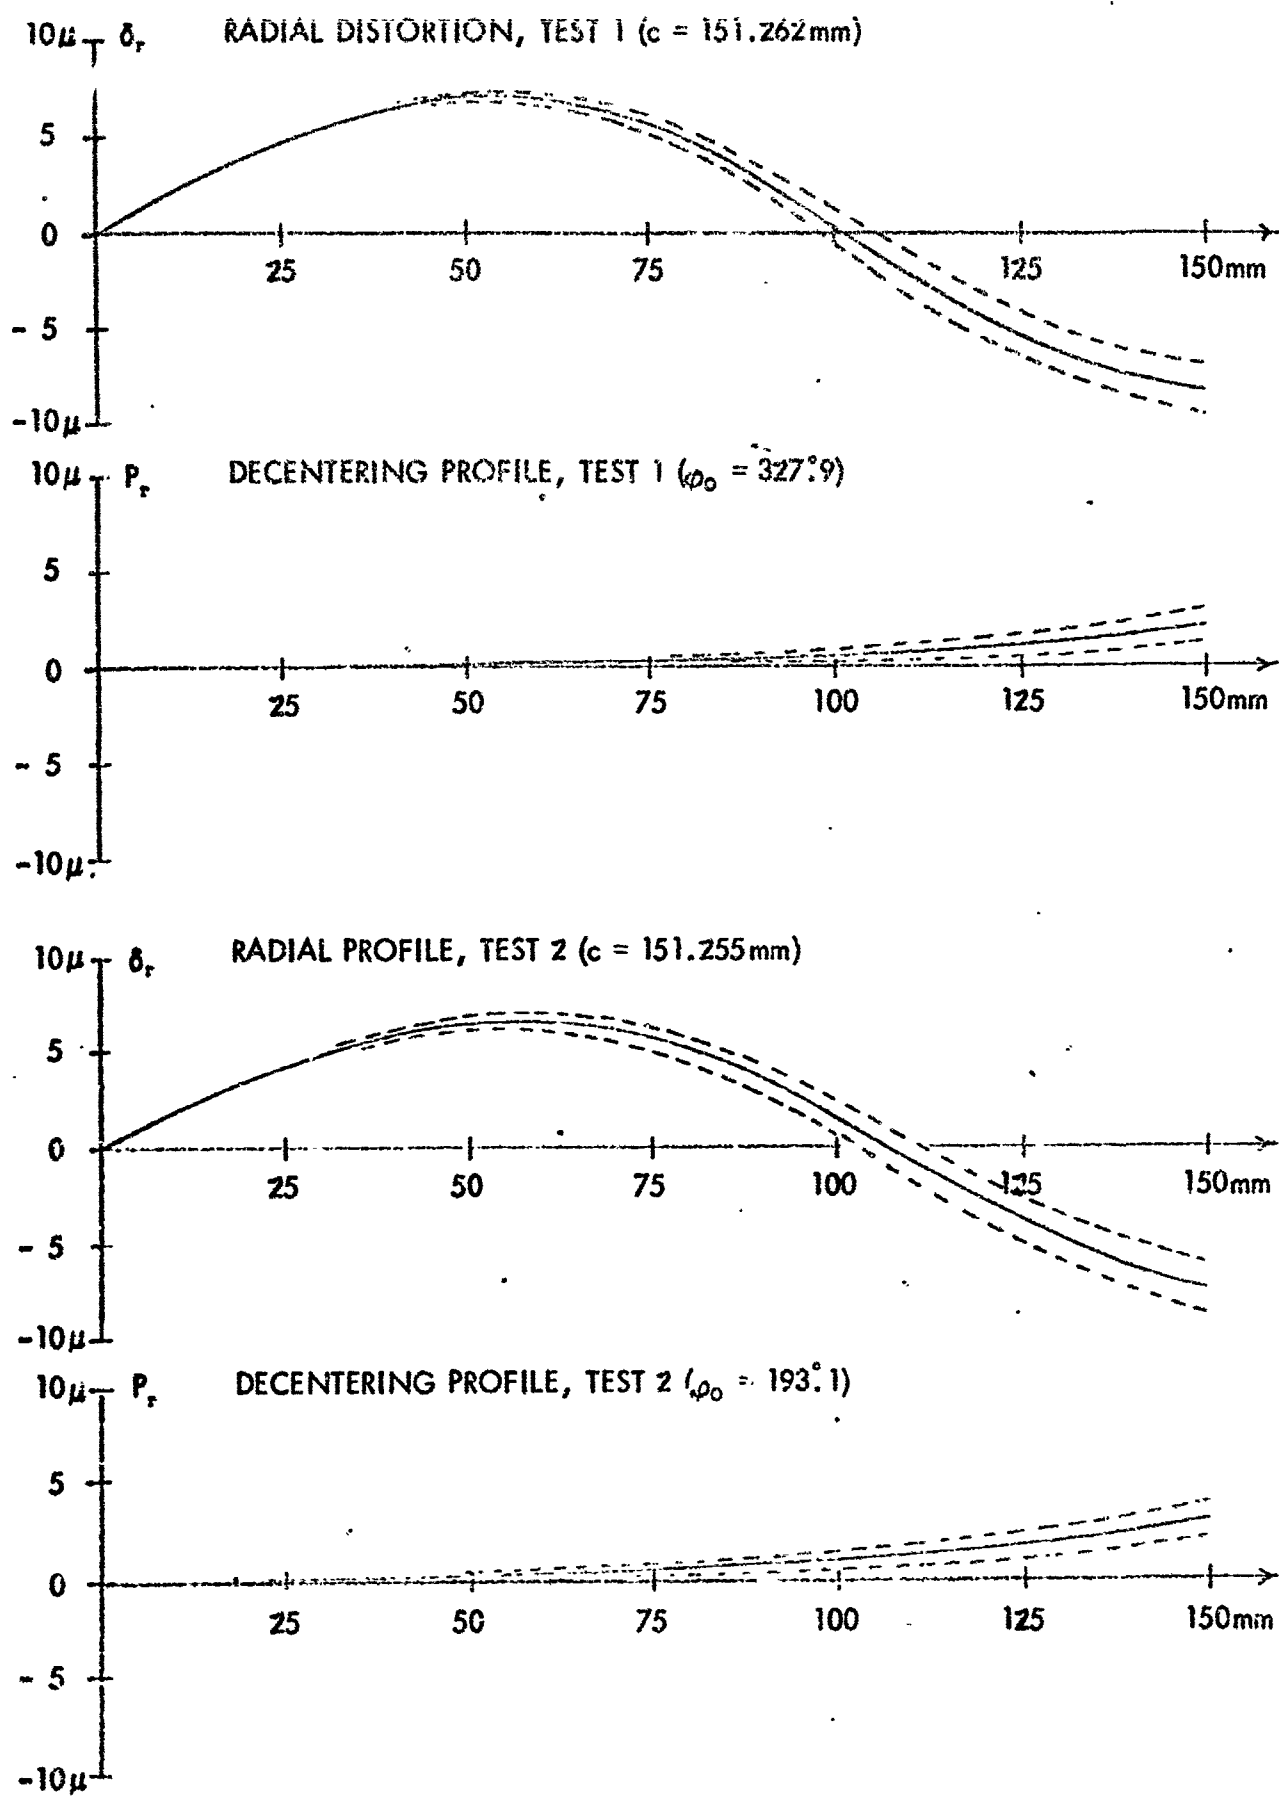 10μ δr RADIAL DISTORTION, TEST 1 (c = 151.262mm)
5
0
25 50 75 125 150mm
- 5
-10μ
10μ Pr DECENTERING PROFILE, TEST 1 (φ0 = 327°.9)
5
0
25 50 75 100 125 150mm
- 5
-10μ
10μ δr RADIAL PROFILE, TEST 2 (c = 151.255mm)
5
0
25 50 75 100 125 150mm
- 5
-10μ
10μ Pr DECENTERING PROFILE, TEST 2 (φ0 = 193°.1)
5
0
25 50 75 100 125 150mm
- 5
-10μ